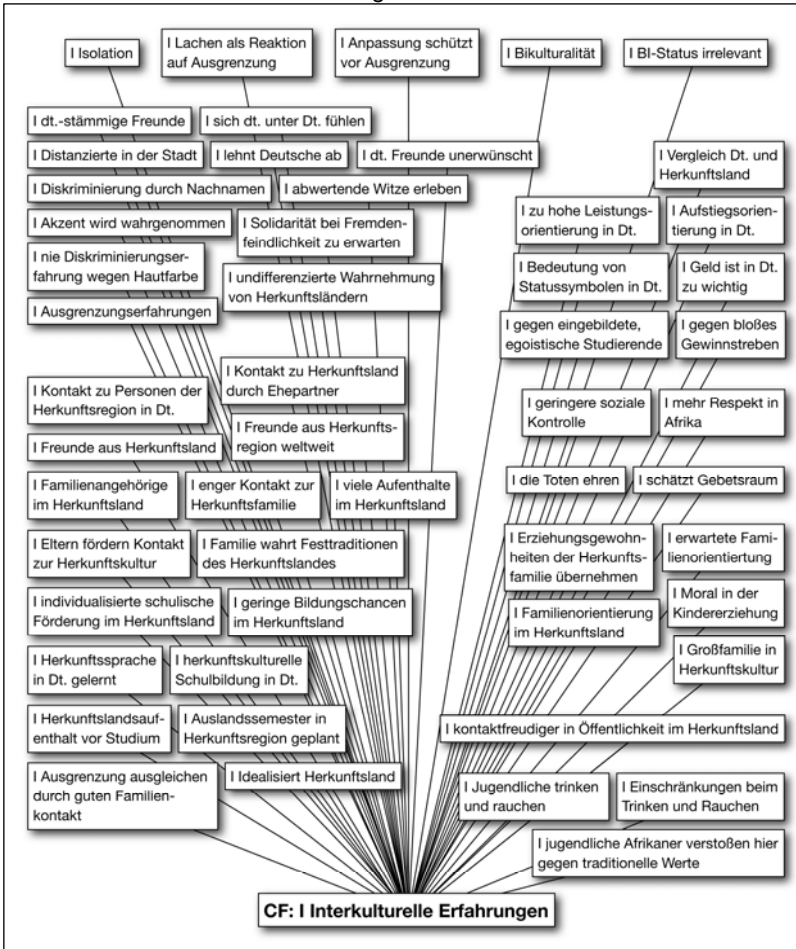 I Isolation
I Lachen als Reaktion
auf Ausgrenzung
I Anpassung schützt
vor Ausgrenzung
I Bikulturalität
I BI-Status irrelevant
I dt.-stämmige Freunde
I sich dt. unter Dt. fühlen
I Distanzierte in der Stadt
I lehnt Deutsche ab
I dt. Freunde unerwünscht
I Vergleich Dt. und
Herkunftsland
I Diskriminierung durch Nachnamen
I abwertende Witze erleben
I Akzent wird wahrgenommen
I Solidarität bei Fremden-
feindlichkeit zu erwarten
I zu hohe Leistungs-
orientierung in Dt.
I Aufstiegsorien-
tierung in Dt.
I nie Diskriminierungser-
fahrung wegen Hautfarbe
I undifferenzierte Wahrnehmung
von Herkunftsländern
I Bedeutung von
Statussymbolen in Dt.
I Geld ist in Dt.
zu wichtig
I Ausgrenzungserfahrungen
I gegen eingebildete,
egoistische Studierende
I gegen bloßes
Gewinnstreben
I Kontakt zu Personen der
Herkunftsregion in Dt.
I Kontakt zu Herkunftsland
durch Ehepartner
I geringere soziale
Kontrolle
I mehr Respekt in
Afrika
I Freunde aus Herkunftsland
I Freunde aus Herkunfts-
region weltweit
I Familienangehörige
im Herkunftsland
I enger Kontakt zur
Herkunftsfamilie
I viele Aufenthalte
im Herkunftsland
I die Toten ehren
I schätzt Gebetsraum
I Eltern fördern Kontakt
zur Herkunftskultur
I Familie wahrt Festtraditionen
des Herkunftslandes
I Erziehungsgewohn-
heiten der Herkunfts-
familie übernehmen
I erwartete Fami-
lienorientiertung
I individualisierte schulische
Förderung im Herkunftsland
I geringe Bildungschancen
im Herkunftsland
I Familienorientierung
im Herkunftsland
I Moral in der
Kindererziehung
I Herkunftssprache
in Dt. gelernt
I herkunftskulturelle
Schulbildung in Dt.
I Großfamilie in
Herkunftskultur
I Herkunftslandsauf-
enthalt vor Studium
I Auslandssemester in
Herkunftsregion geplant
I kontaktfreudiger in Öffentlichkeit im Herkunftsland
I Ausgrenzung ausgleichen
durch guten Familien-
kontakt
I Idealisiert Herkunftsland
I Jugendliche trinken
und rauchen
I Einschränkungen beim
Trinken und Rauchen
I jugendliche Afrikaner verstoßen hier
gegen traditionelle Werte
CF: I Interkulturelle Erfahrungen